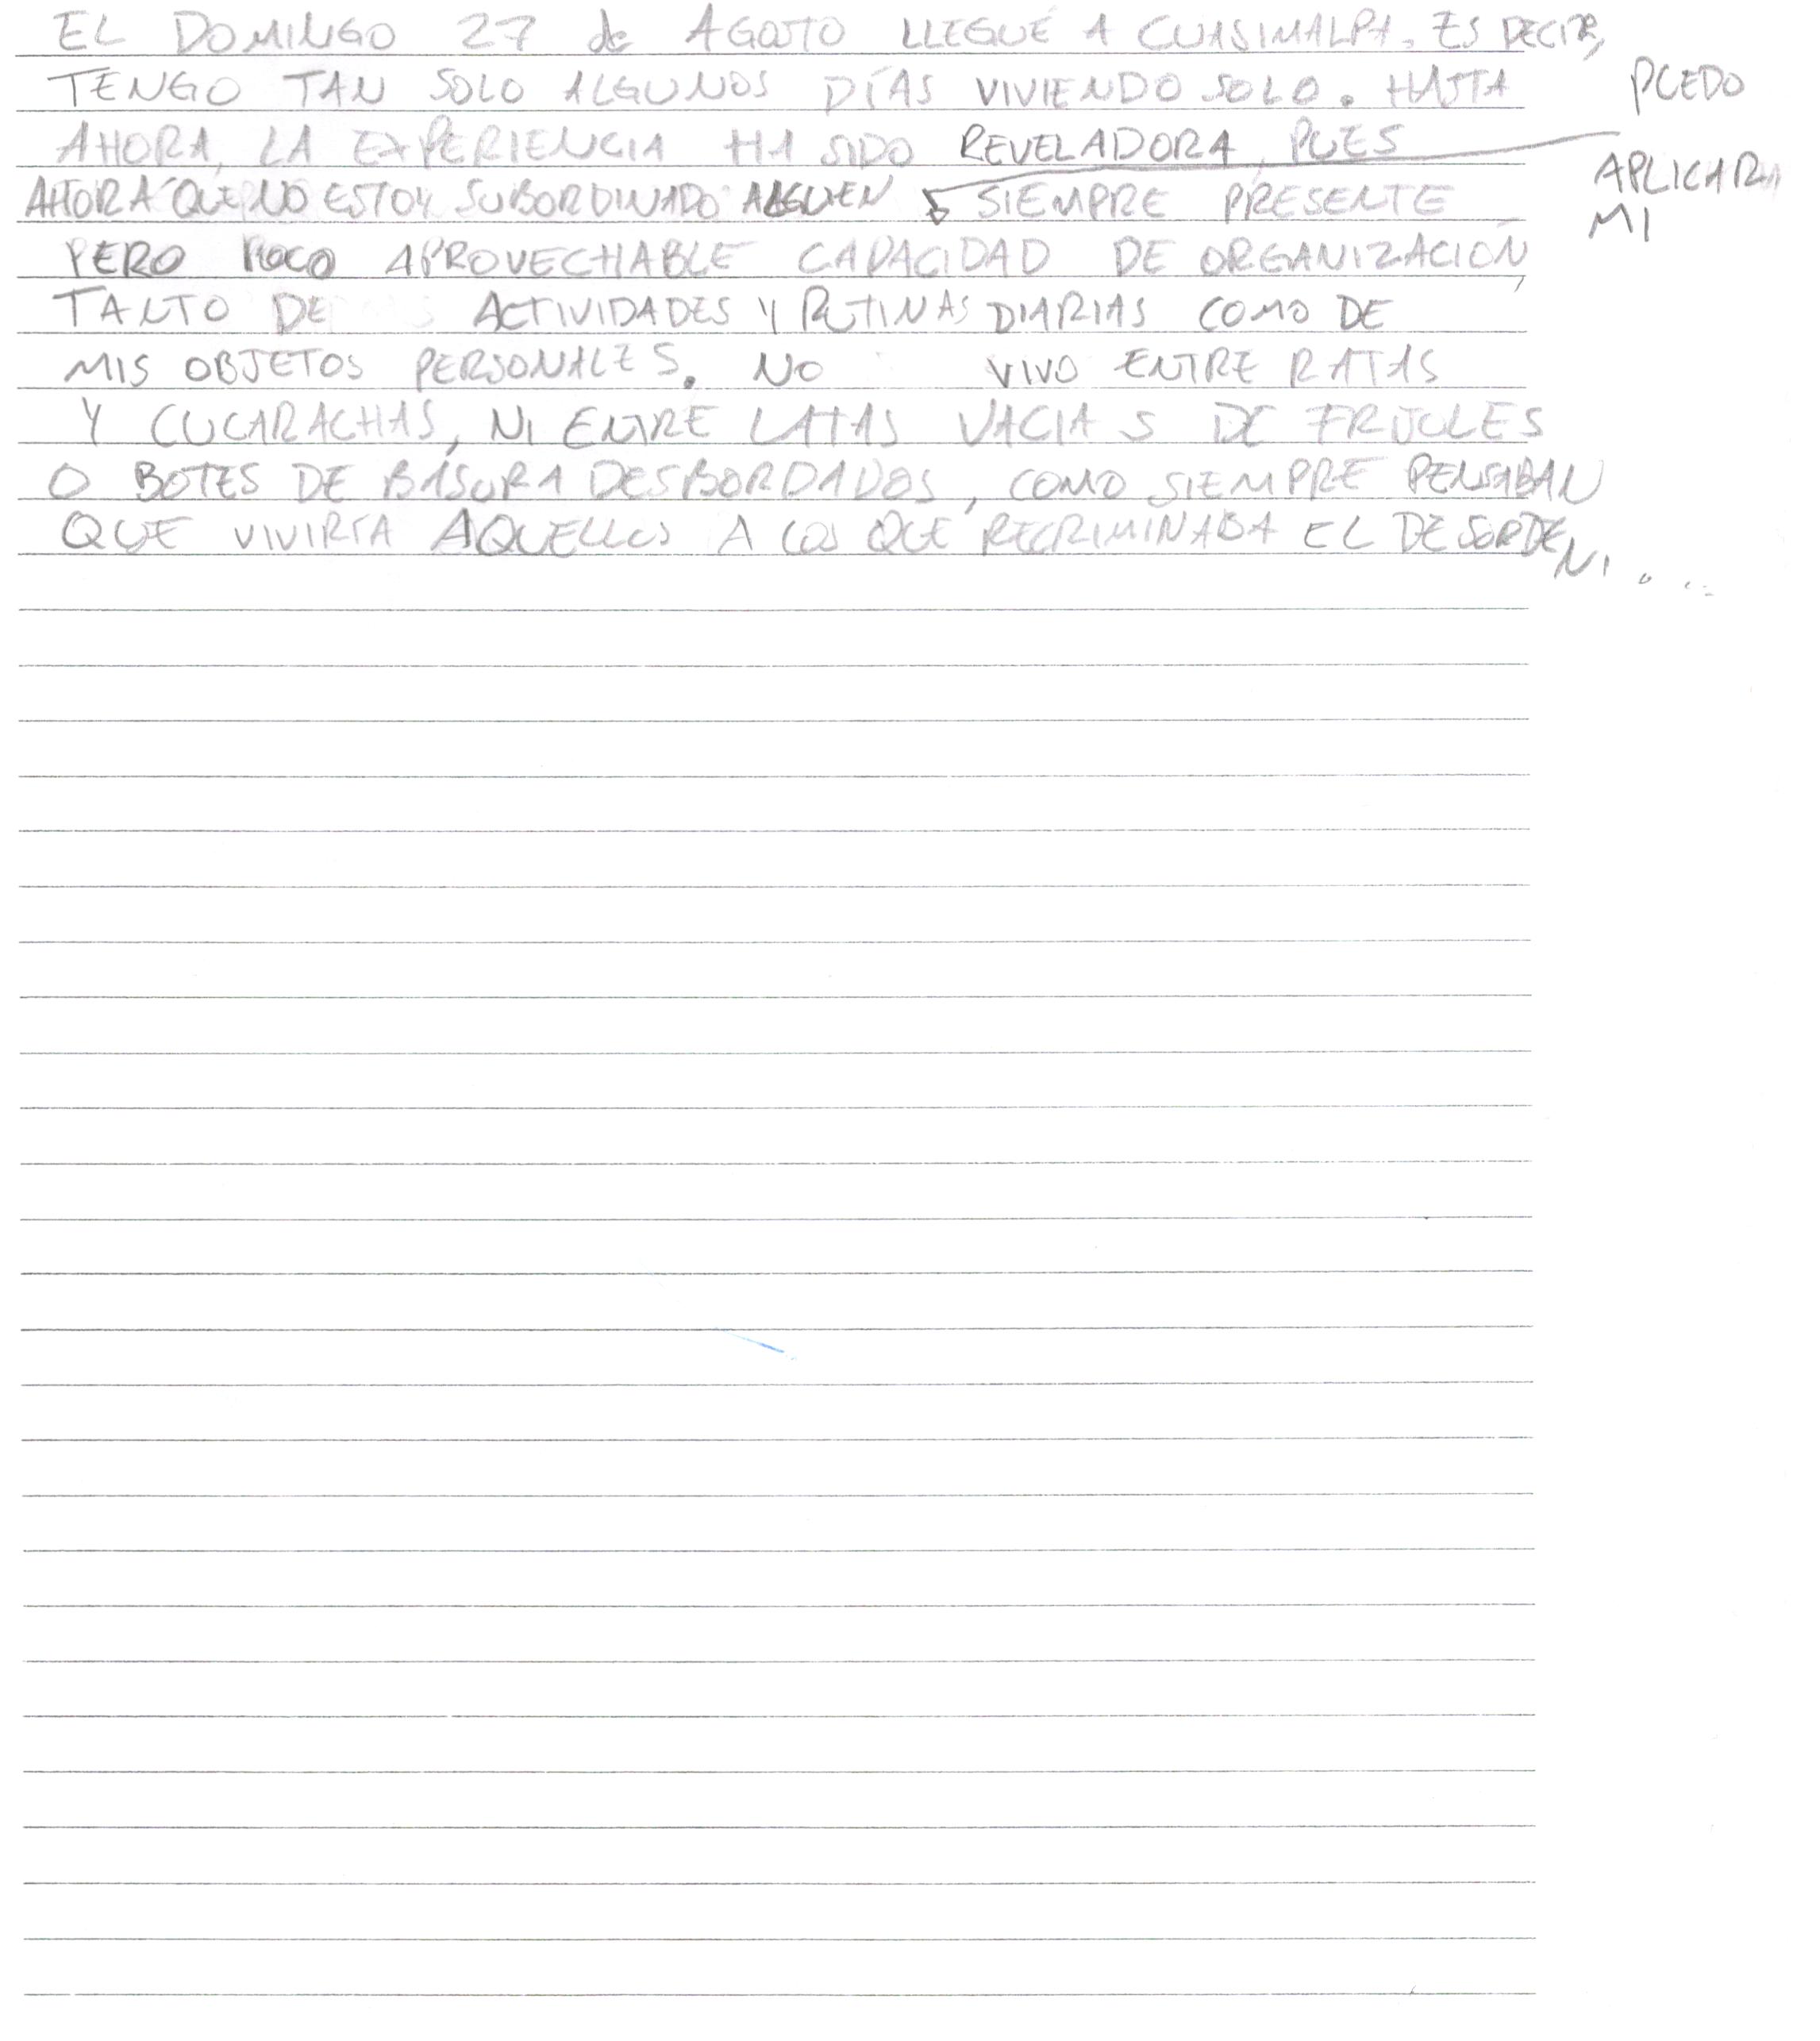 EL DOMINGO 27 de AGOSTO LLEGUÉ A CUASIMALPA. ES DECIR,
TENGO TAN SOLO ALGUNOS DÍAS VIVIENDO SOLO. HASTA
AHORA, LA EXPERIENCIA HA SIDO REVELADORA, PUES
AHORA QUE NO ESTOY SUBORDINADO ALGUIEN SIEMPRE PRESENTE
PUEDO
APLICAR
MI
PERO POCO APROVECHABLE CAPACIDAD DE ORGANIZACIÓN,
TANTO DE ACTIVIDADES Y RUTINAS DIARIAS COMO DE
MIS OBJETOS PERSONALES. NO VIVO ENTRE RATAS
Y CUCARACHAS, NI ENTRE LATAS VACIAS DE FRIJOLES
O BOTES DE BASURA DESBORDADOS, COMO SIEMPRE PENSABAN
QUE VIVIRÍA AQUELLOS A LOS QUE RECRIMINABA EL DESORDEN. . . .